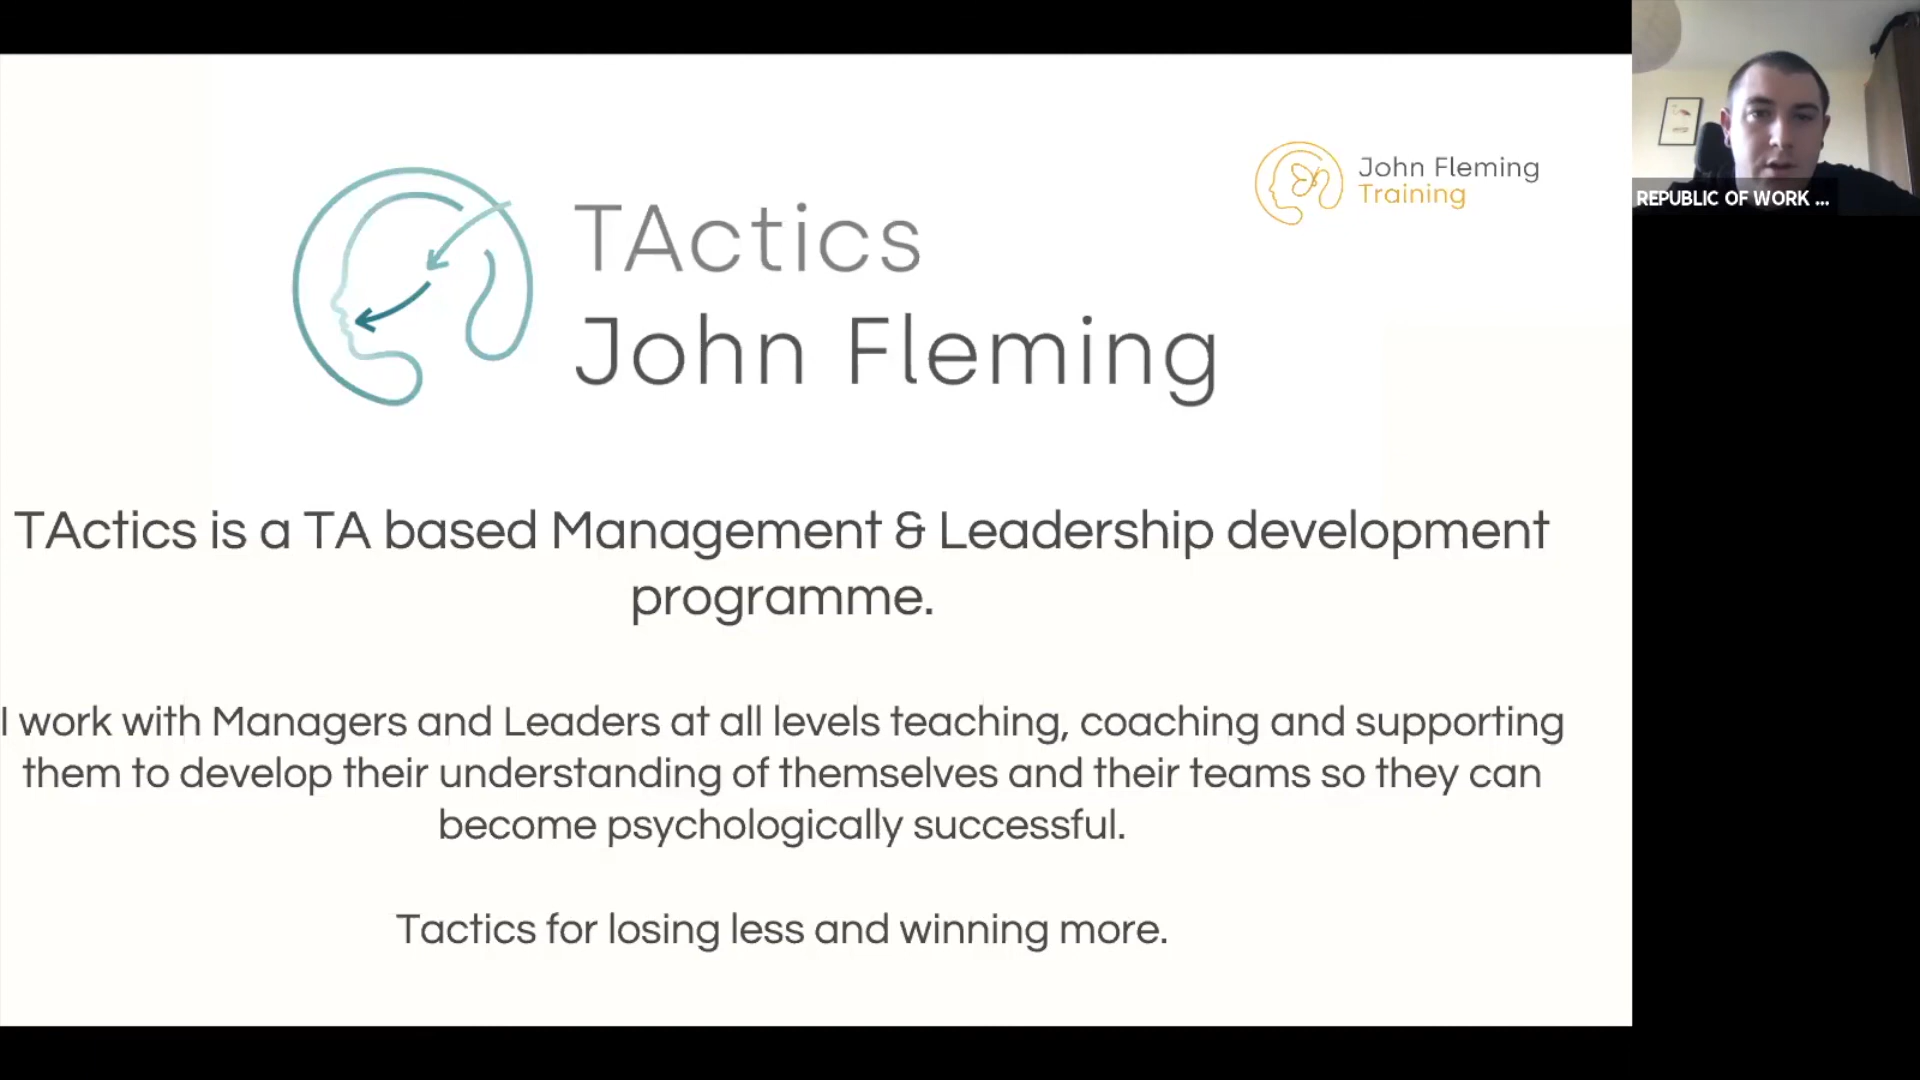 TActics
John Fleming
John Fleming
Training
REPUBLIC OF WORK ...
TActics is a TA based Management & Leadership development
programme.
I work with Managers and Leaders at all levels teaching, coaching and supporting
them to develop their understanding of themselves and their teams so they can
become psychologically successful.
Tactics for losing less and winning more.